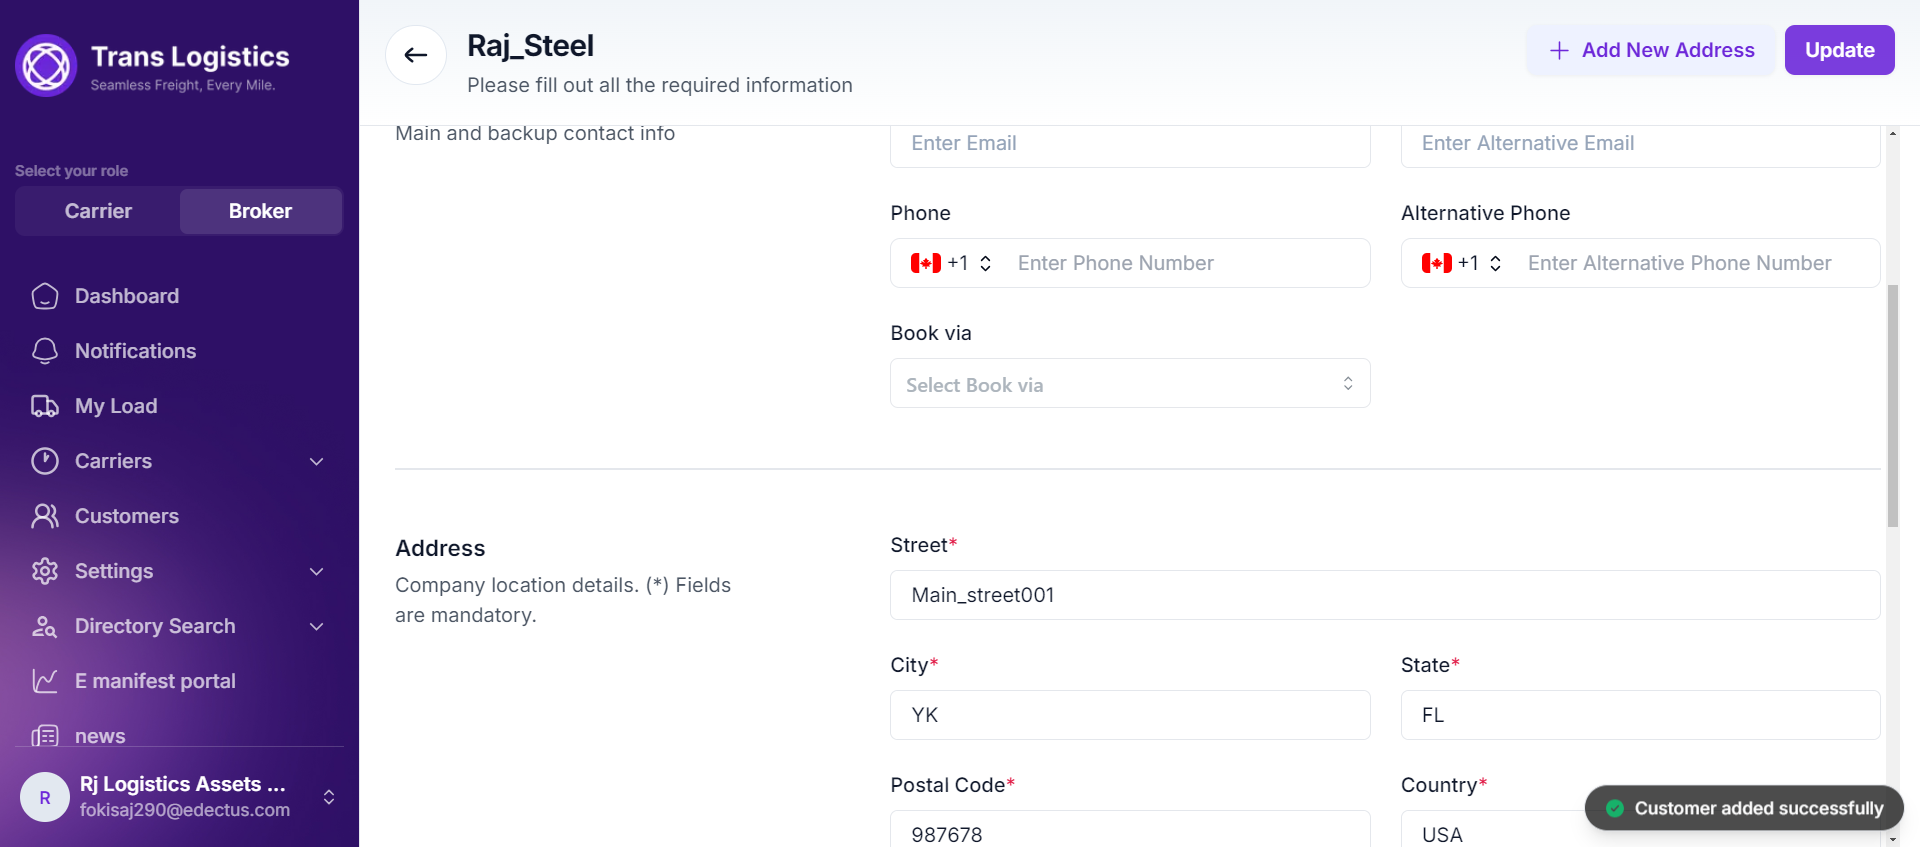 Trans Logistics
Seamless Freight, Every Mile.
Select your role
Carrier
Broker
Dashboard
Notifications
My Load
Carriers
Customers
Settings
Directory Search
E manifest portal
news
R
Rj Logistics Assets ...
fokisaj290@edectus.com
Raj_Steel
Please fill out all the required information
Add New Address
Update
Main and backup contact info
Enter Email
Enter Alternative Email
Phone
Alternative Phone
+1
Enter Phone Number
+1
Enter Alternative Phone Number
Book via
Select Book via
Address
Company location details. (*) Fields
are mandatory.
Street*
Main_street001
City*
State*
YK
FL
Postal Code*
Country*
987678
USA
Customer added successfully